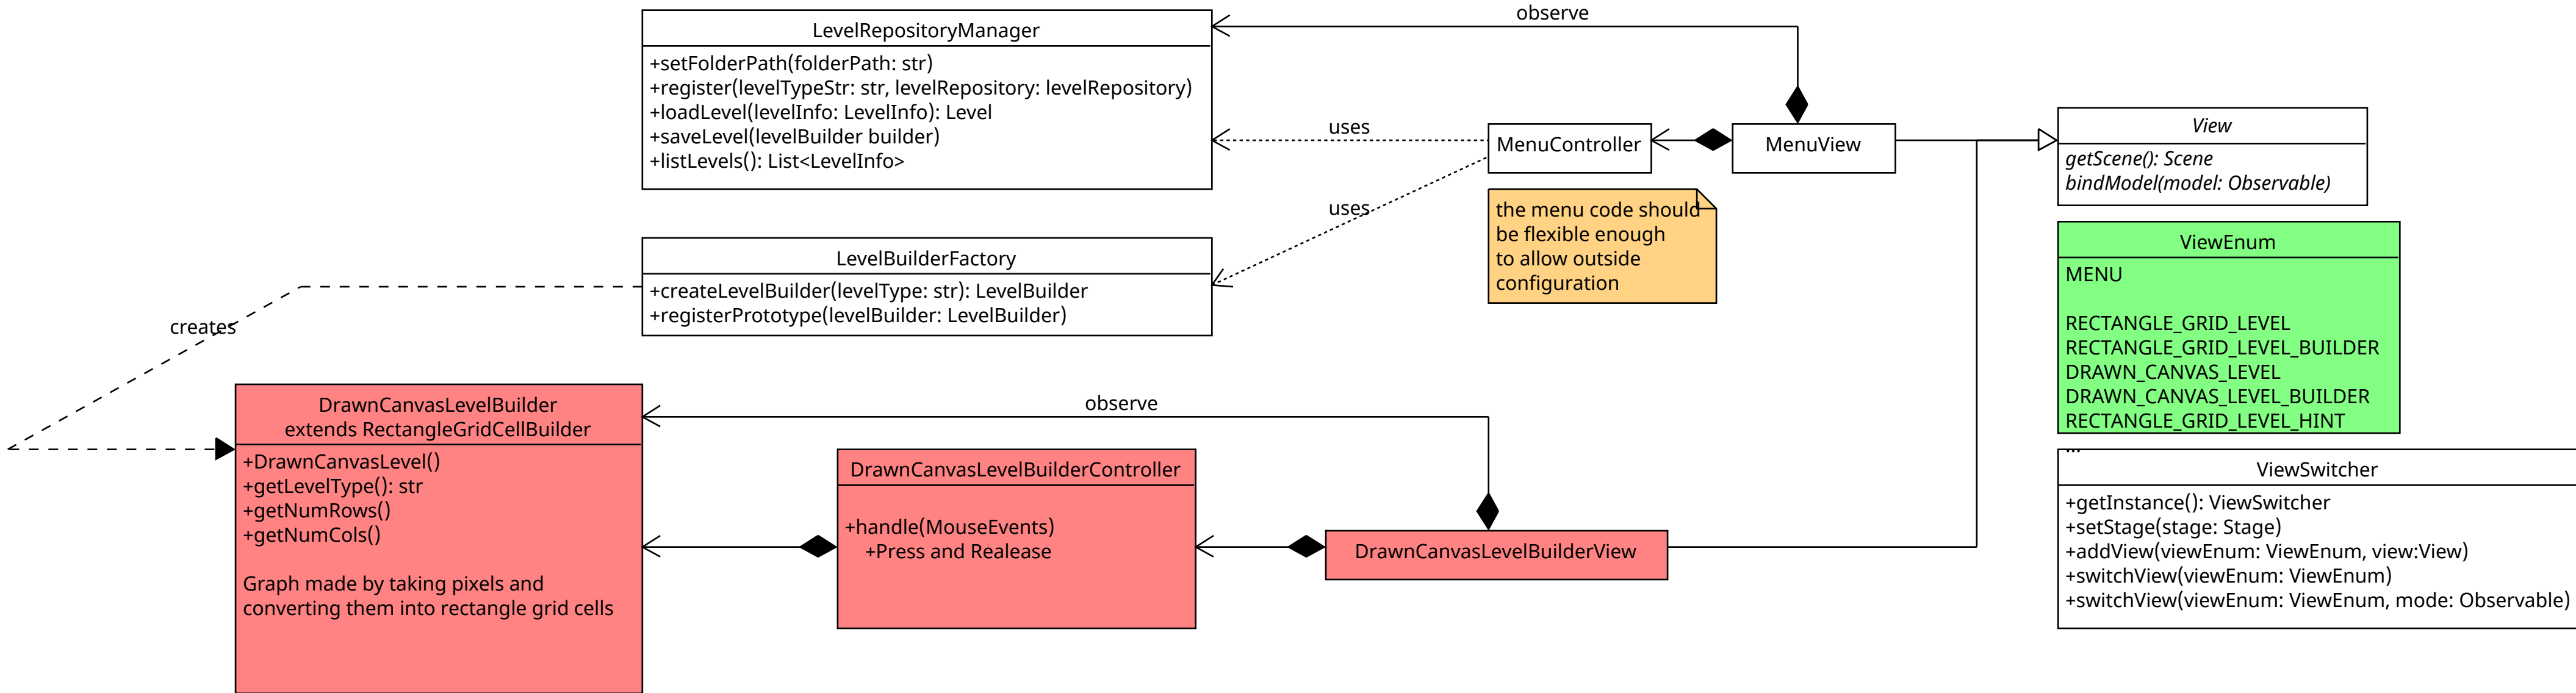 observe
LevelRepositoryManager
+setFolderPath(folderPath: str)
+register(levelTypeStr: str, levelRepository: levelRepository)
+loadLevel(levelInfo: LevelInfo): Level
+saveLevel(levelBuilder builder)
+listLevels(): List<LevelInfo>
uses
MenuController
MenuView
View
getScene(): Scene
bindModel(model: Observable)
the menu code should
be flexible enough
to allow outside
configuration
uses
ViewEnum
MENU
RECTANGLE_GRID_LEVEL
RECTANGLE_GRID_LEVEL_BUILDER
DRAWN_CANVAS_LEVEL
DRAWN_CANVAS_LEVEL_BUILDER
RECTANGLE_GRID_LEVEL_HINT
...
LevelBuilderFactory
+createLevelBuilder(levelType: str): LevelBuilder
+registerPrototype(levelBuilder: LevelBuilder)
creates
DrawnCanvasLevelBuilder
extends RectangleGridCellBuilder
+DrawnCanvasLevel()
+getLevelType(): str
+getNumRows()
+getNumCols()
Graph made by taking pixels and
converting them into rectangle grid cells
observe
DrawnCanvasLevelBuilderController
+handle(MouseEvents)
+Press and Realease
DrawnCanvasLevelBuilderView
ViewSwitcher
+getInstance(): ViewSwitcher
+setStage(stage: Stage)
+addView(viewEnum: ViewEnum, view:View)
+switchView(viewEnum: ViewEnum)
+switchView(viewEnum: ViewEnum, mode: Observable)